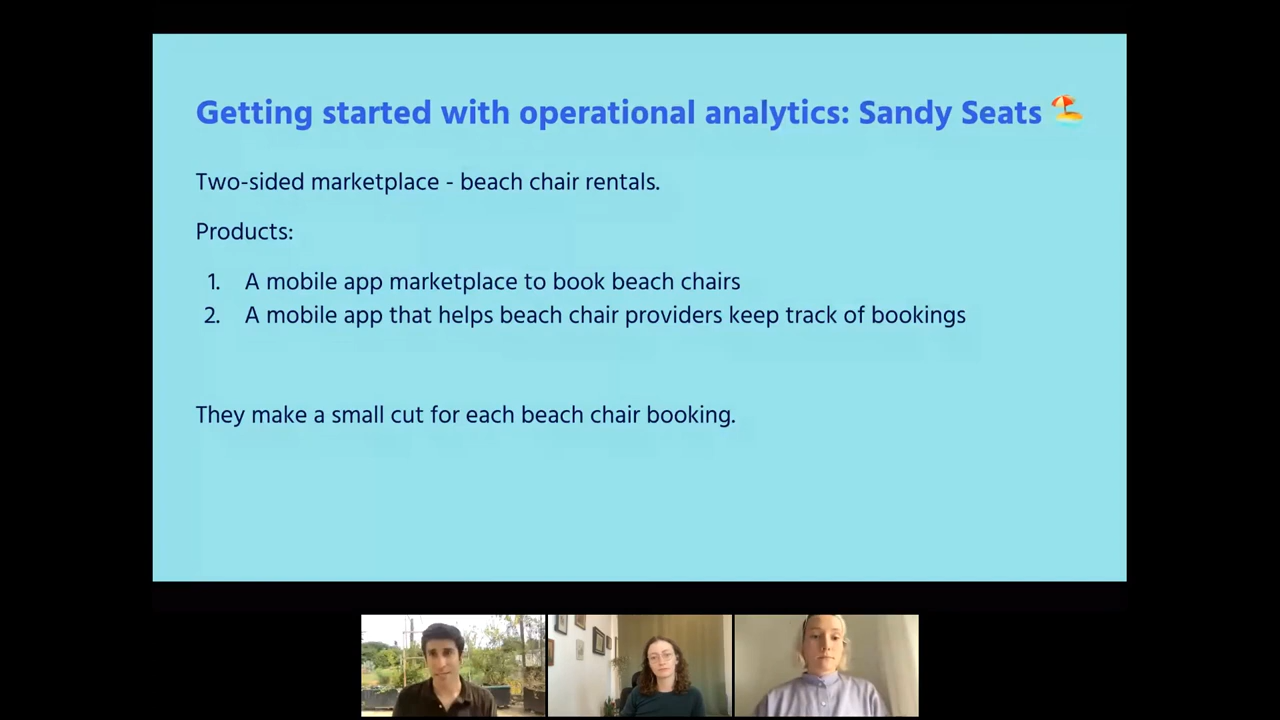 Getting started with operational analytics: Sandy Seats 🏖️
Two-sided marketplace - beach chair rentals.
Products:
1. A mobile app marketplace to book beach chairs
2. A mobile app that helps beach chair providers keep track of bookings
They make a small cut for each beach chair booking.